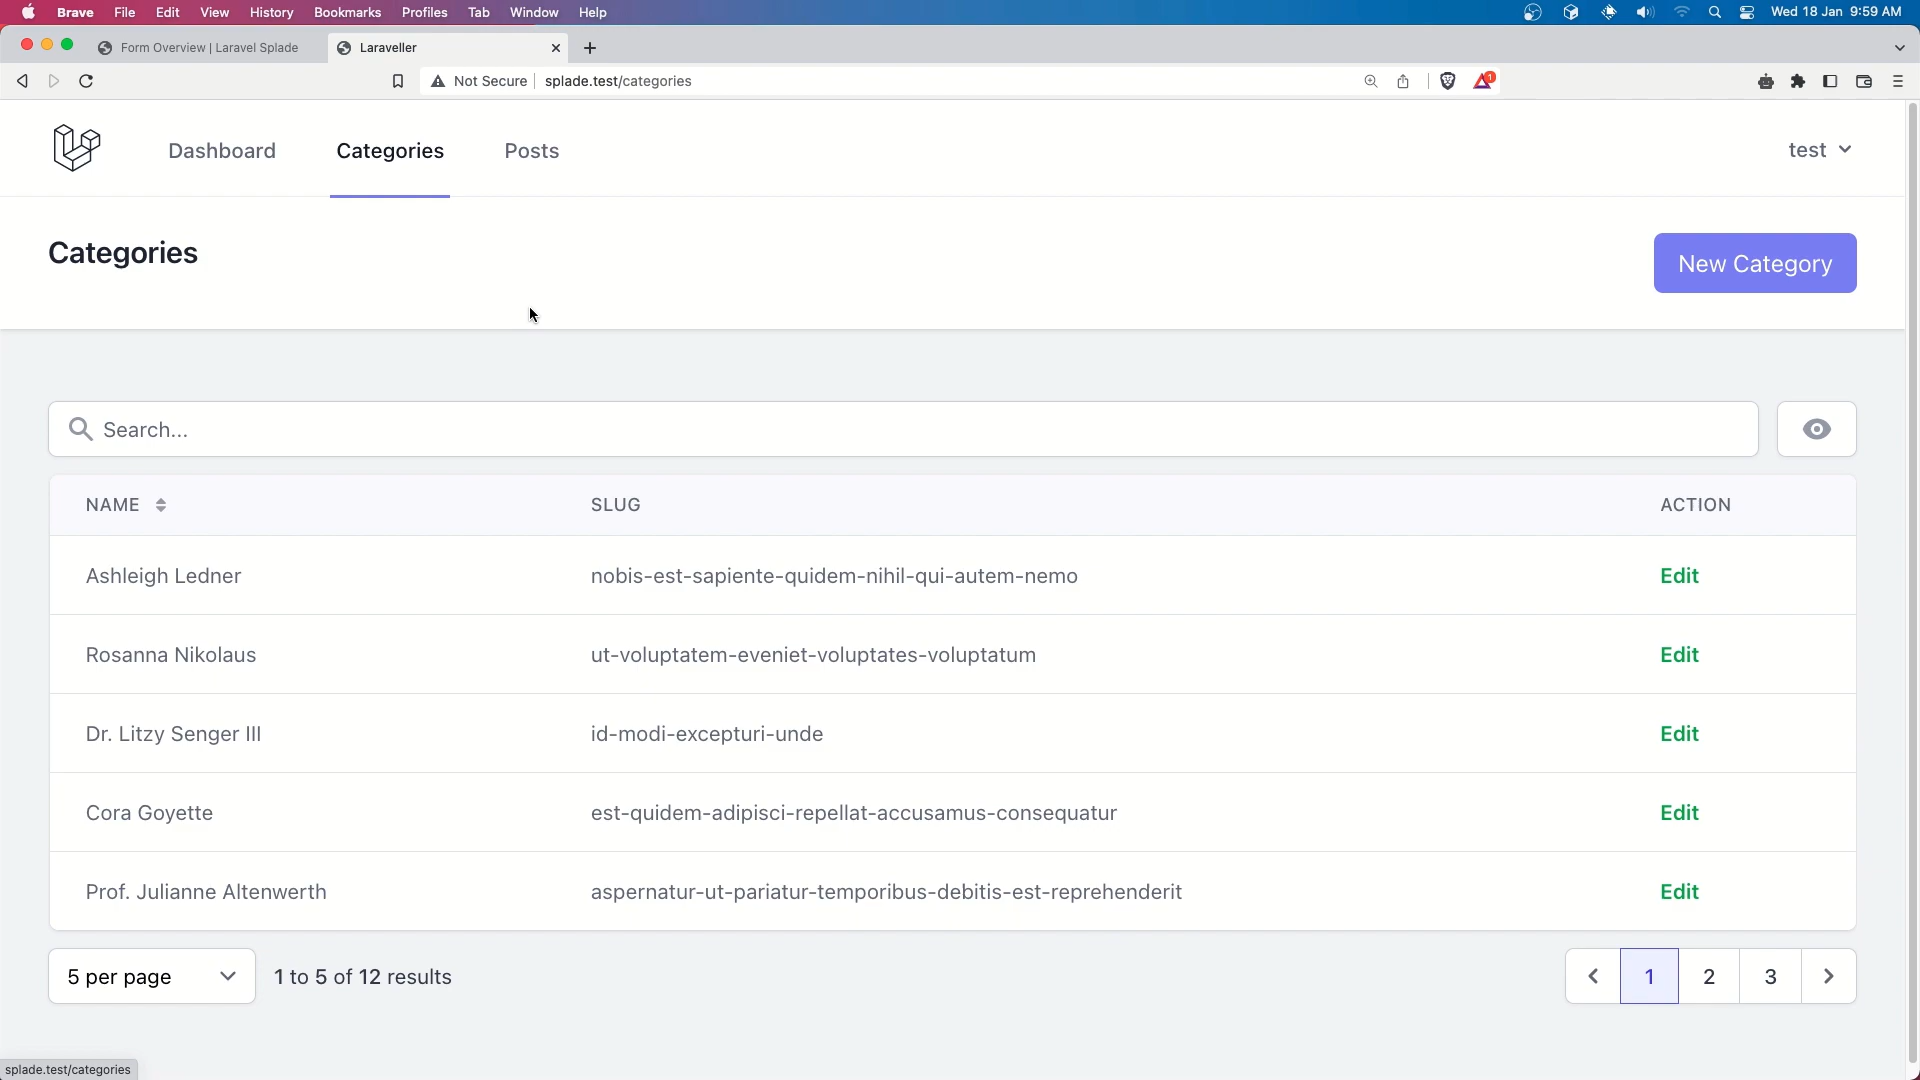 Brave File Edit View History Bookmarks Profiles Tab Window Help Wed 18 Jan 9:59 AM
Form Overview | Laravel Splade Laraveller
Not Secure splade.test/categories 1
Dashboard Categories Posts test
Categories New Category
Search...
NAME SLUG ACTION
Ashleigh Ledner nobis-est-sapiente-quidem-nihil-qui-autem-nemo Edit
Rosanna Nikolaus ut-voluptatem-eveniet-voluptates-voluptatum Edit
Dr. Litzy Senger III id-modi-excepturi-unde Edit
Cora Goyette est-quidem-adipisci-repellat-accusamus-consequatur Edit
Prof. Julianne Altenwerth aspernatur-ut-pariatur-temporibus-debitis-est-reprehenderit Edit
5 per page 1 to 5 of 12 results 1 2 3
splade.test/categories